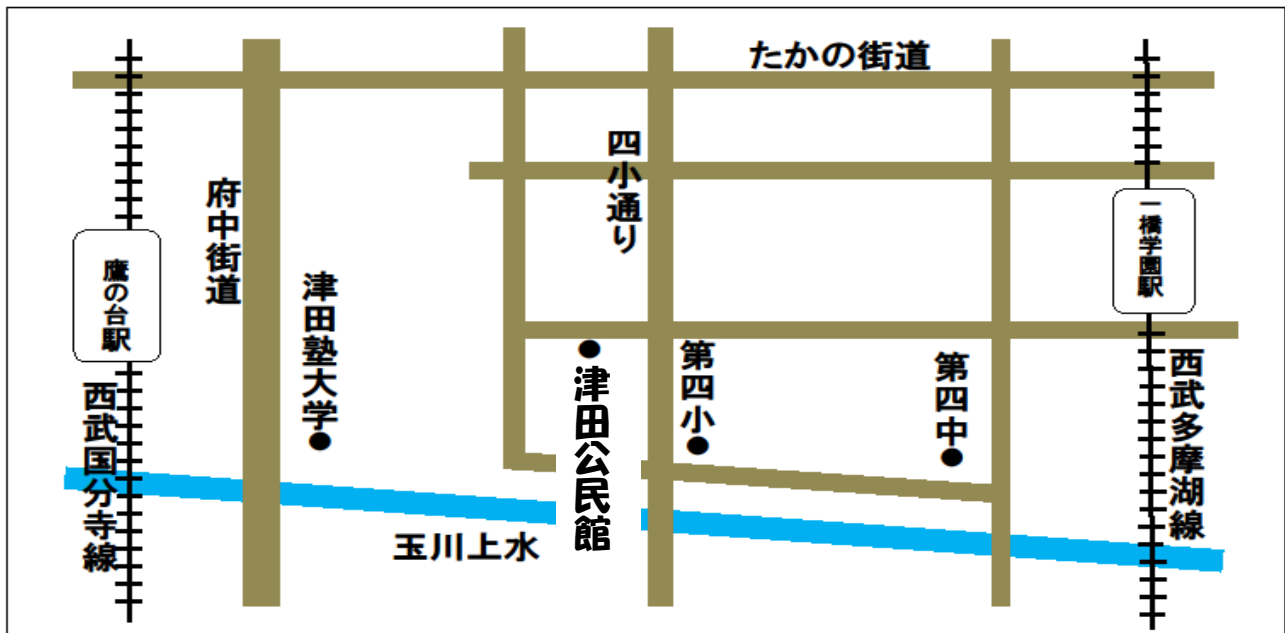 たかの街道
四小通り
府中街道
一橋学園駅
鷹の台駅
津田塾大学
津田公民館
第四小
第四中
西武多摩湖線
西武国分寺線
玉川上水